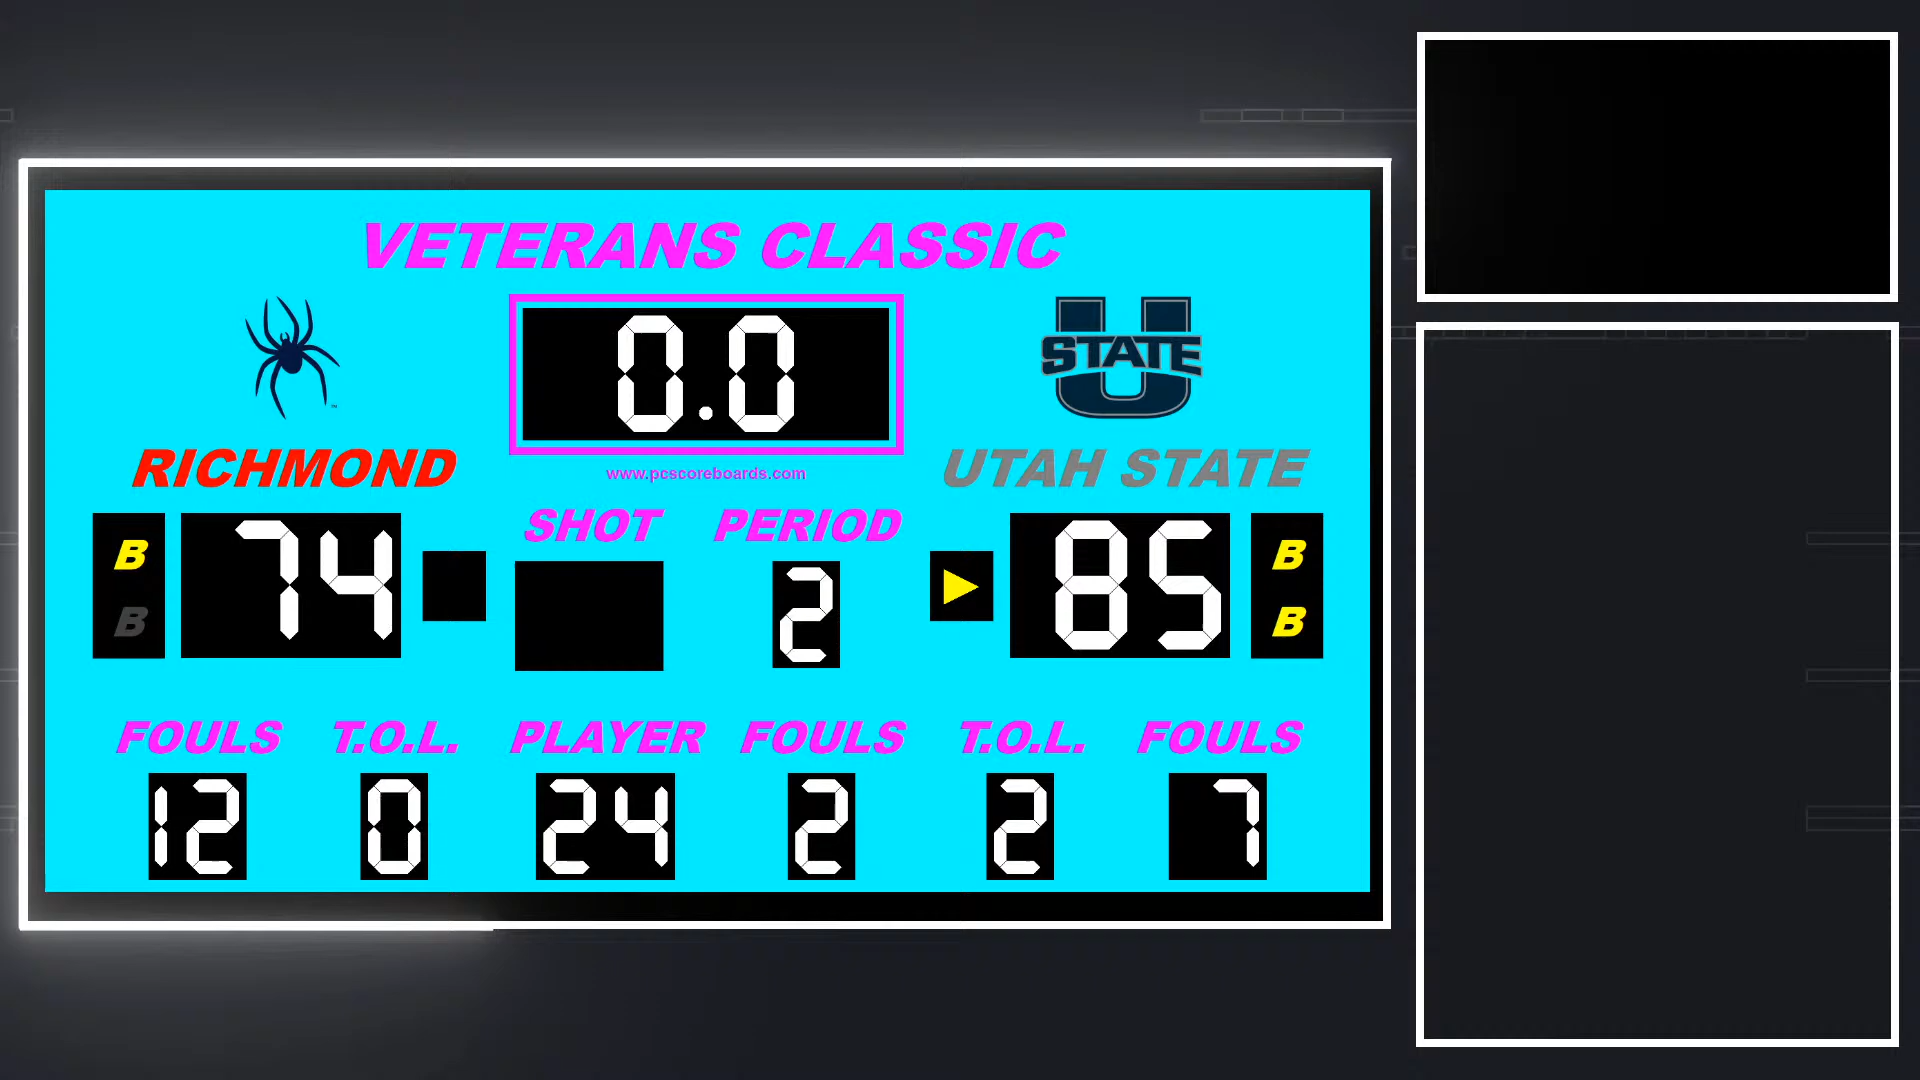 VETERANS CLASSIC
0.0
STATE
RICHMOND
www.pcscoreboards.com
UTAH STATE
SHOT PERIOD
B 74 2 85 B
B B
FOULS T.O.L. PLAYER FOULS T.O.L. FOULS
12 0 24 2 2 7